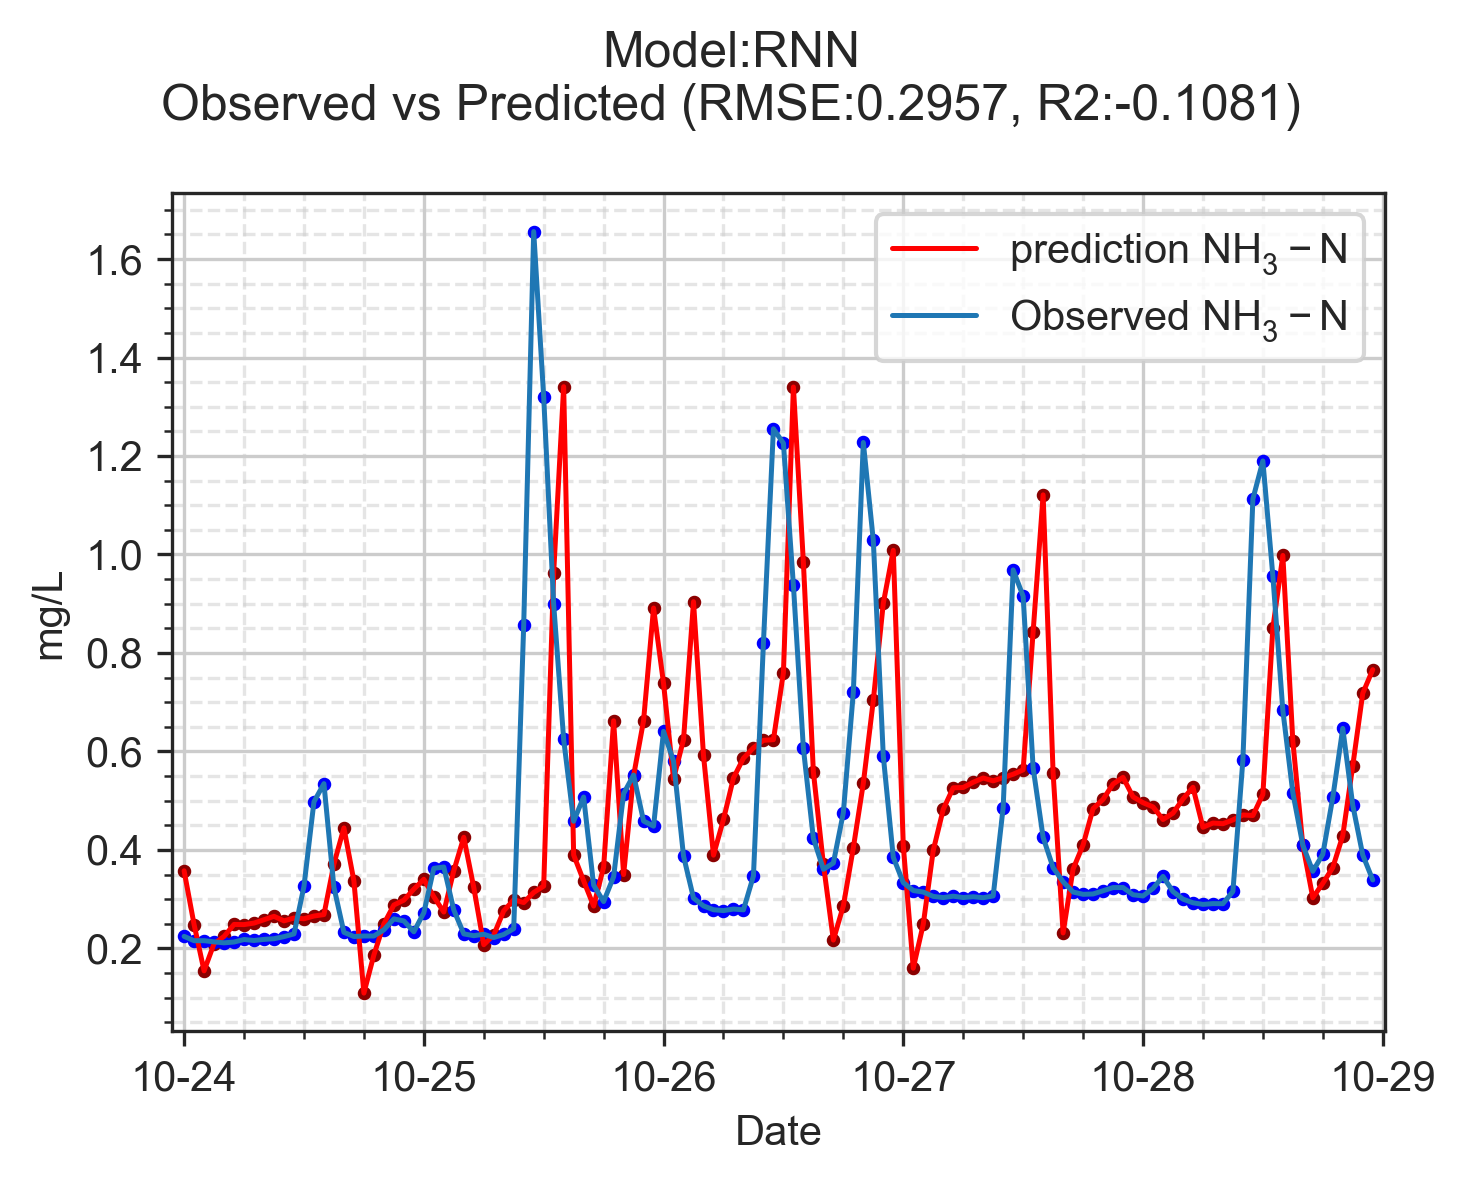 Model:RNN
Observed vs Predicted (RMSE:0.2957, R2:-0.1081)
prediction NH₃ − N
Observed NH₃ − N
mg/L
1.6
1.4
1.2
1.0
0.8
0.6
0.4
0.2
10-24 10-25 10-26 10-27 10-28 10-29
Date